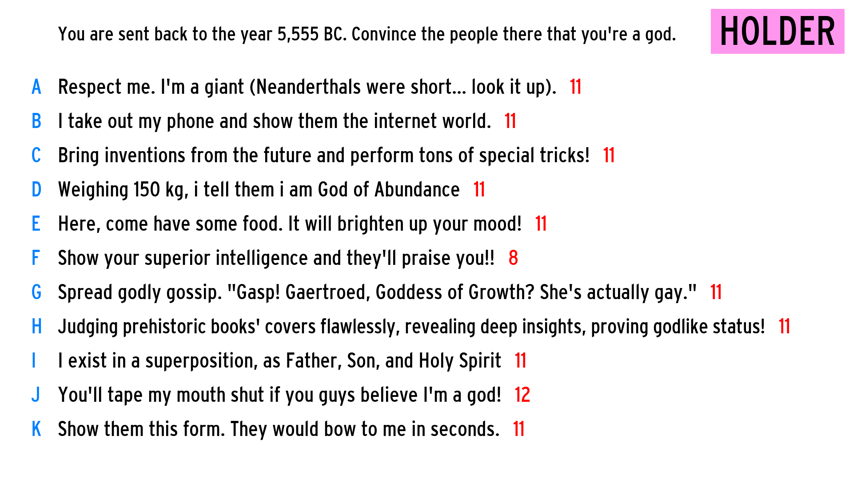 You are sent back to the year 5,555 BC. Convince the people there that you're a god.
HOLDER
A Respect me. I'm a giant (Neanderthals were short... look it up). 11
B I take out my phone and show them the internet world. 11
C Bring inventions from the future and perform tons of special tricks! 11
D Weighing 150 kg, i tell them i am God of Abundance 11
E Here, come have some food. It will brighten up your mood! 11
F Show your superior intelligence and they'll praise you!! 8
G Spread godly gossip. "Gasp! Gaertroed, Goddess of Growth? She's actually gay." 11
H Judging prehistoric books' covers flawlessly, revealing deep insights, proving godlike status! 11
I I exist in a superposition, as Father, Son, and Holy Spirit 11
J You'll tape my mouth shut if you guys believe I'm a god! 12
K Show them this form. They would bow to me in seconds. 11